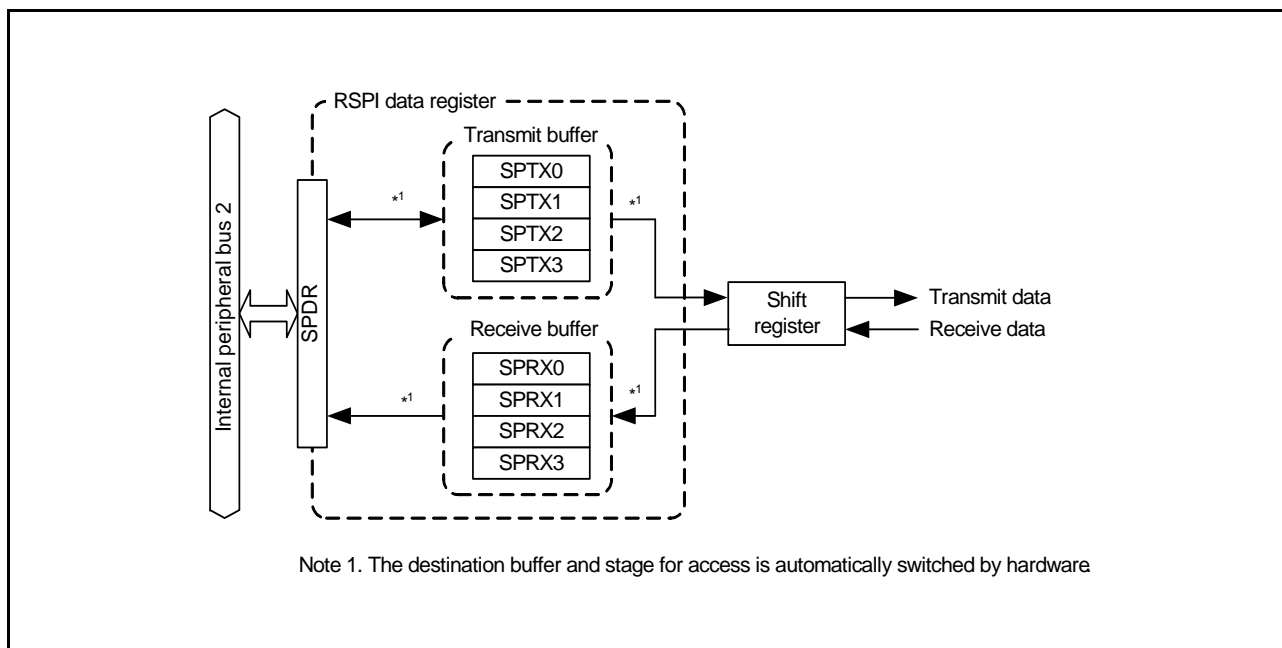 RSPI data register
Transmit buffer
SPTX0
SPTX1
SPTX2
SPTX3
*1
*1
Internal peripheral bus 2
SPDR
Shift
register
Transmit data
Receive data
Receive buffer
SPRX0
SPRX1
SPRX2
SPRX3
*1
*1
Note 1. The destination buffer and stage for access is automatically switched by hardware.